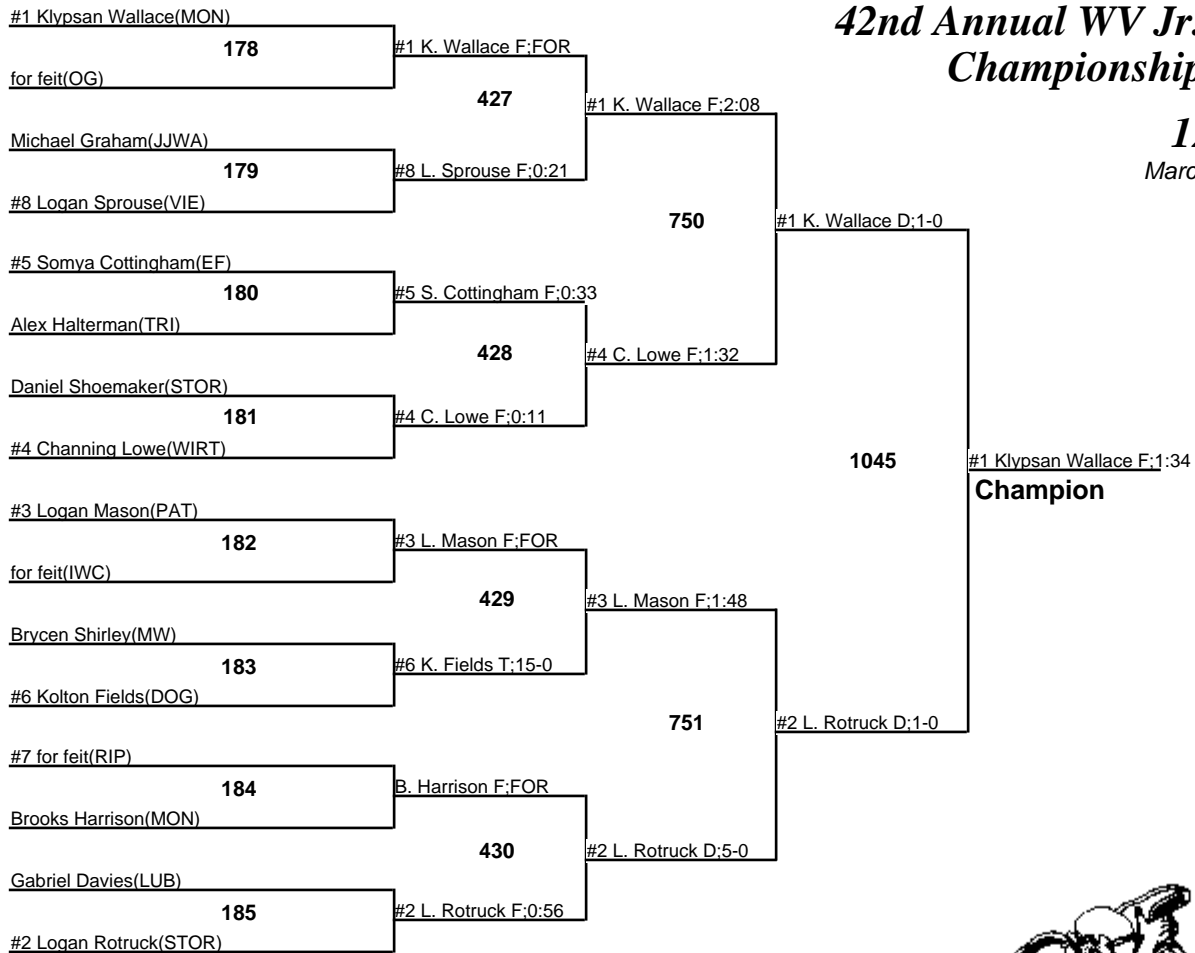 42nd Annual WV Jr.
Championship
Marc
#1 Klypsan Wallace(MON)
178
for feit(OG)
#1 K. Wallace F;FOR
427
#1 K. Wallace F;2:08
Michael Graham(JJWA)
179
#8 Logan Sprouse(VIE)
#8 L. Sprouse F;0:21
750
#1 K. Wallace D;1-0
#5 Somya Cottingham(EF)
180
Alex Halterman(TRI)
#5 S. Cottingham F;0:33
428
#4 C. Lowe F;1:32
Daniel Shoemaker(STOR)
181
#4 Channing Lowe(WIRT)
#4 C. Lowe F;0:11
1045
#1 Klypsan Wallace F;1:34
Champion
#3 Logan Mason(PAT)
182
for feit(IWC)
#3 L. Mason F;FOR
429
#3 L. Mason F;1:48
Brycen Shirley(MW)
183
#6 Kolton Fields(DOG)
#6 K. Fields T;15-0
751
#2 L. Rotruck D;1-0
#7 for feit(RIP)
184
Brooks Harrison(MON)
B. Harrison F;FOR
430
#2 L. Rotruck D;5-0
Gabriel Davies(LUB)
185
#2 Logan Rotruck(STOR)
#2 L. Rotruck F;0:56